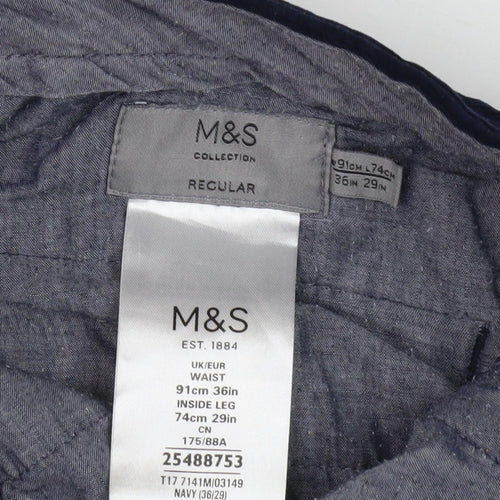 M&S
COLLECTION
REGULAR
W91CM L74CM
36IN 29IN
M&S
EST. 1884
UK/EUR
WAIST
91cm 36in
INSIDE LEG
74cm 29in
CN
175/88A
25488753
T17 7141M/03149
NAVY (36/29)